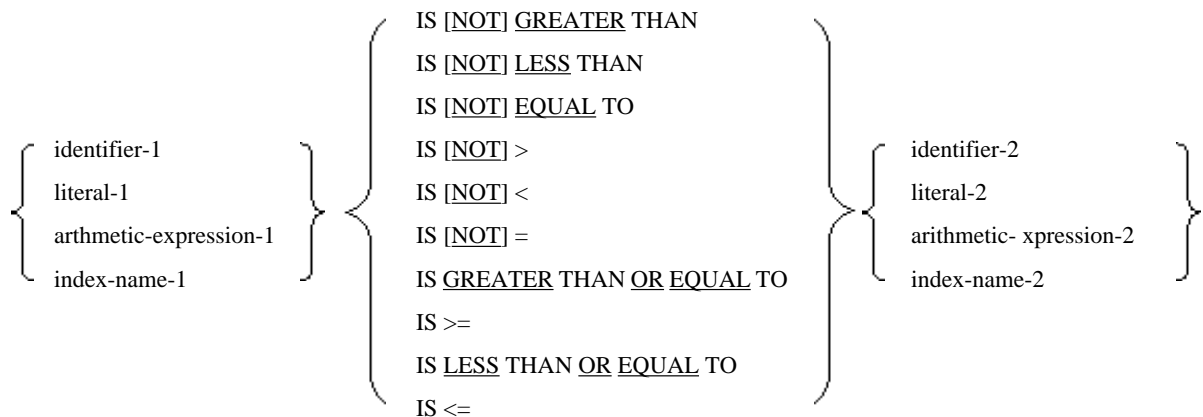 IS [NOT] GREATER THAN
IS [NOT] LESS THAN
IS [NOT] EQUAL TO
identifier-1 IS [NOT] > identifier-2
literal-1 IS [NOT] < literal-2
arthmetic-expression-1 IS [NOT] = arithmetic- xpression-2
index-name-1 IS GREATER THAN OR EQUAL TO index-name-2
IS >=
IS LESS THAN OR EQUAL TO
IS <=